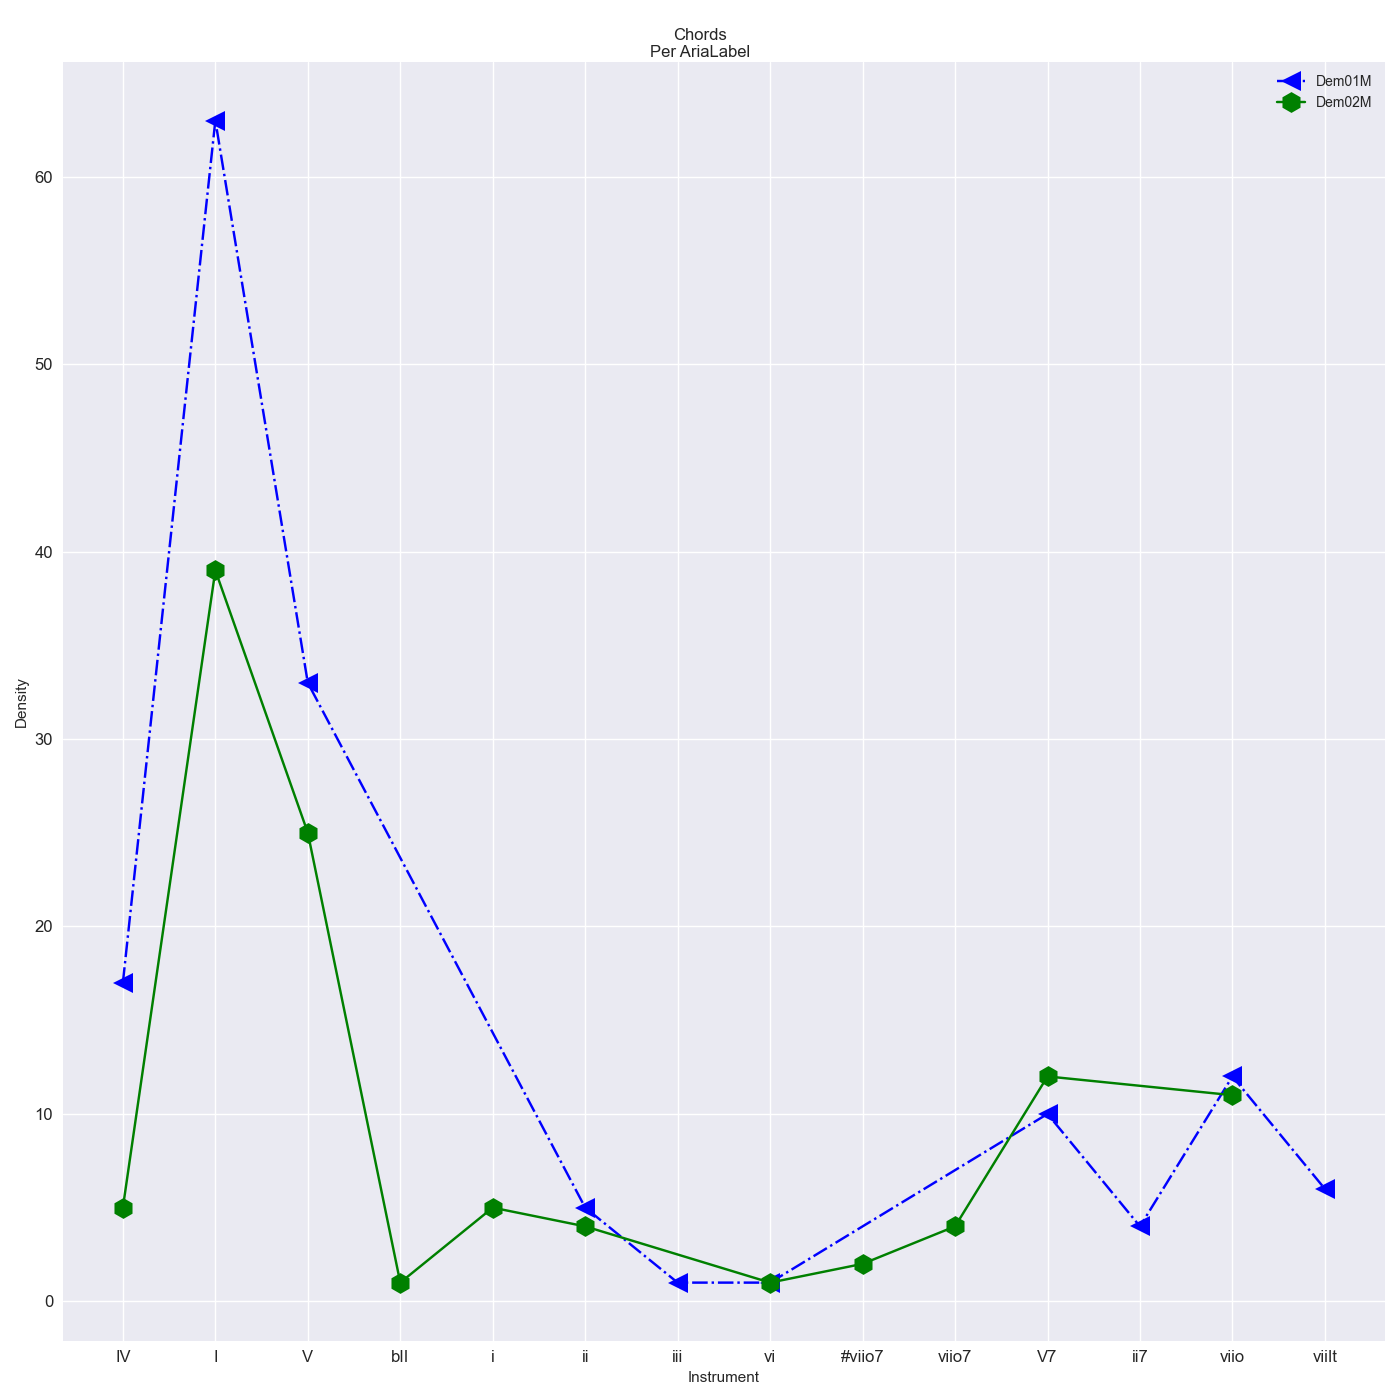 Chords
Per AriaLabel
Dem01M
Dem02M
60
50
40
30
20
10
0
Density
IV I V bII i ii iii vi #viio7 viio7 V7 ii7 viio viiIt
Instrument